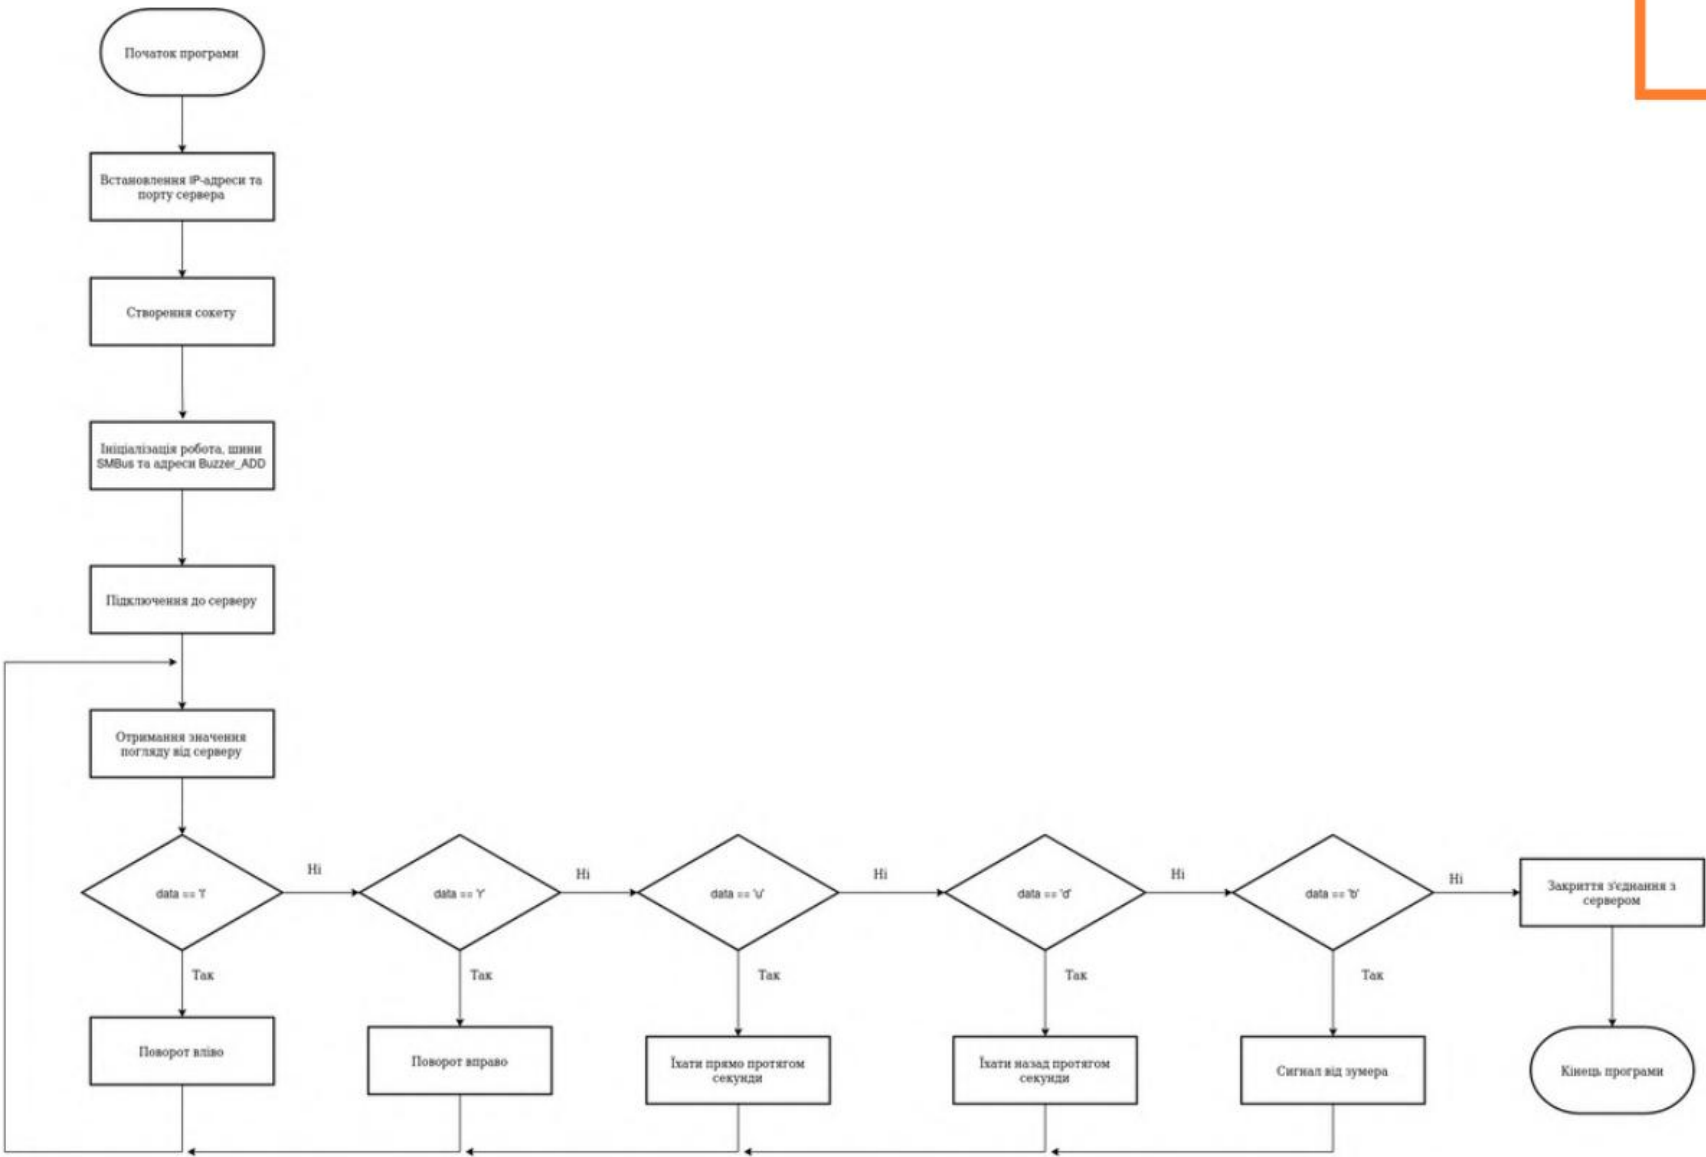 Початок програми
Встановлення IP-адреси та
порту сервера
Створення сокету
Ініціалізація робота, шини
SMBus та адреси Buzzer_ADD
Підключення до серверу
Отримання значення
погляду від серверу
data == 'l'
Ні
data == 'r'
Ні
data == 'u'
Ні
data == 'd'
Ні
data == 'b'
Ні
Закриття з'єднання з
сервером
Так
Так
Так
Так
Так
Поворот вліво
Поворот вправо
Їхати прямо протягом
секунди
Їхати назад протягом
секунди
Сигнал від зумера
Кінець програми